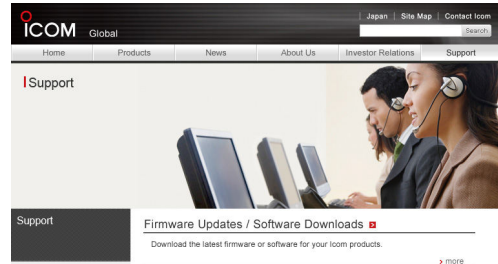 ICOM Global
Japan | Site Map | Contact Icom
Search
Home Products News About Us Investor Relations Support
Support
Support
Firmware Updates / Software Downloads
Download the latest firmware or software for your Icom products.
more